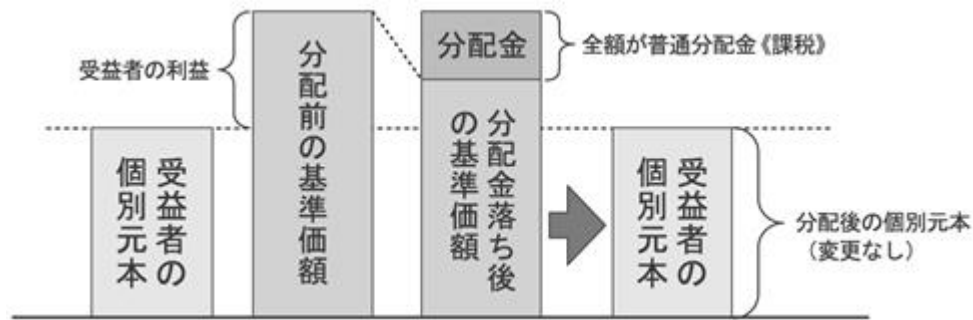 受益者の利益
受益者の
個別元本
分配前の基準価額
分配金
分配金落ち後
の基準価額
全額が普通分配金《課税》
受益者の
個別元本
分配後の個別元本
（変更なし）